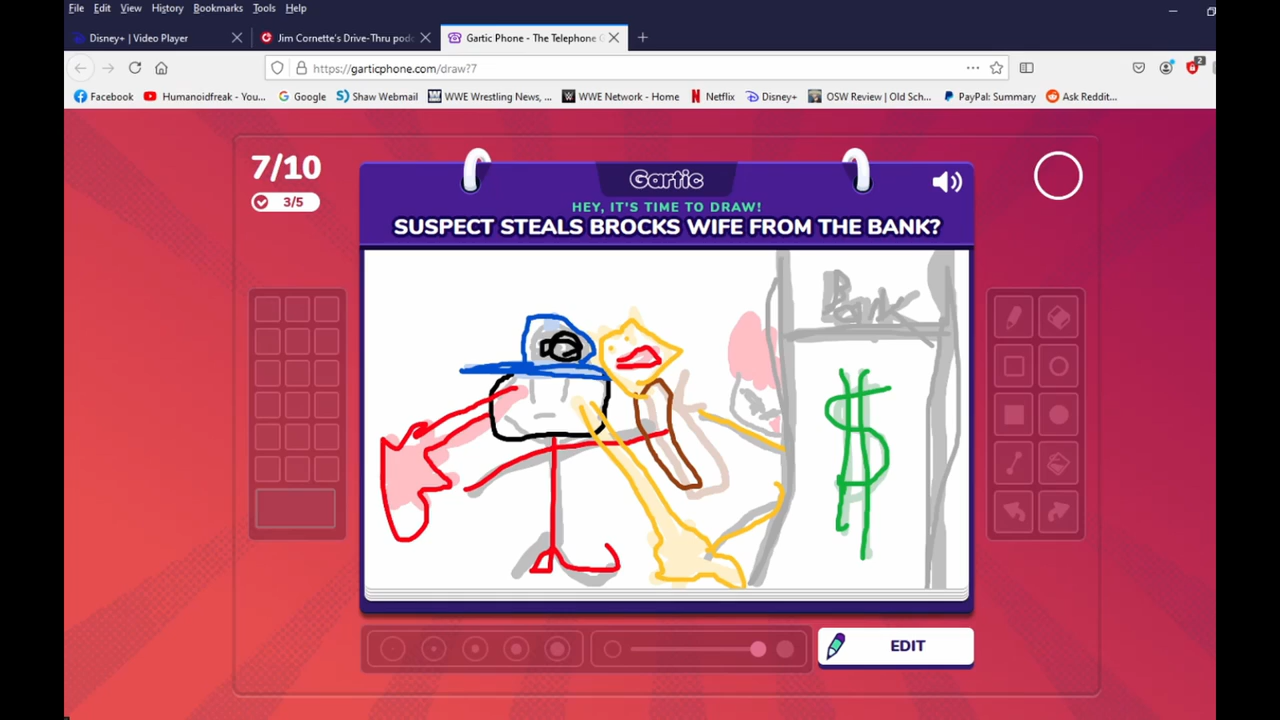 File Edit View History Bookmarks Tools Help
Disney+ | Video Player
Jim Cornette's Drive-Thru podc
Gartic Phone - The Telephone G
https://garticphone.com/draw?7
Facebook
Humanoidfreak - You...
Google
Shaw Webmail
WWE Wrestling News, ...
WWE Network - Home
Netflix
Disney+
OSW Review | Old Sch...
PayPal: Summary
Ask Reddit...
2
7/10
3/5
Gartic
HEY, IT'S TIME TO DRAW!
SUSPECT STEALS BROCKS WIFE FROM THE BANK?
Bank
$
EDIT